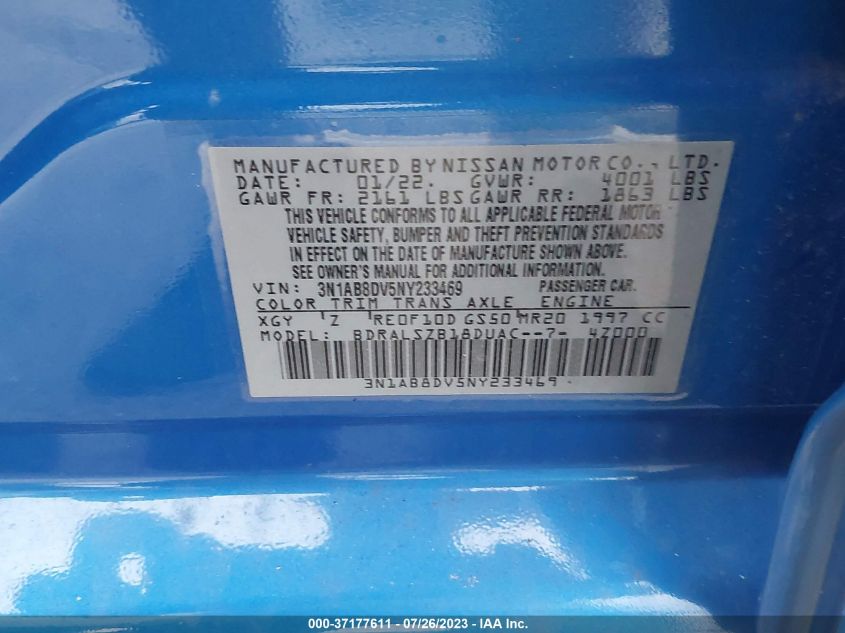 MANUFACTURED BY NISSAN MOTOR CO., LTD.
DATE: 01/22. GVWR: 4001 LBS
GAWR FR: 2161 LBS GAWR RR: 1863 LBS
THIS VEHICLE CONFORMS TO ALL APPLICABLE FEDERAL MOTOR
VEHICLE SAFETY, BUMPER AND THEFT PREVENTION STANDARDS
IN EFFECT ON THE DATE OF MANUFACTURE SHOWN ABOVE.
SEE OWNER'S MANUAL FOR ADDITIONAL INFORMATION.
VIN: 3N1AB8DV5NY233469 PASSENGER CAR.
COLOR TRIM TRANS AXLE ENGINE
XGY Z RE0F10D GS50 MR20 1997 CC
MODEL: BDRALSZB18DUAC--7- 4Z000
3N1AB8DV5NY233469
000-37177611 - 07/26/2023 - IAA Inc.